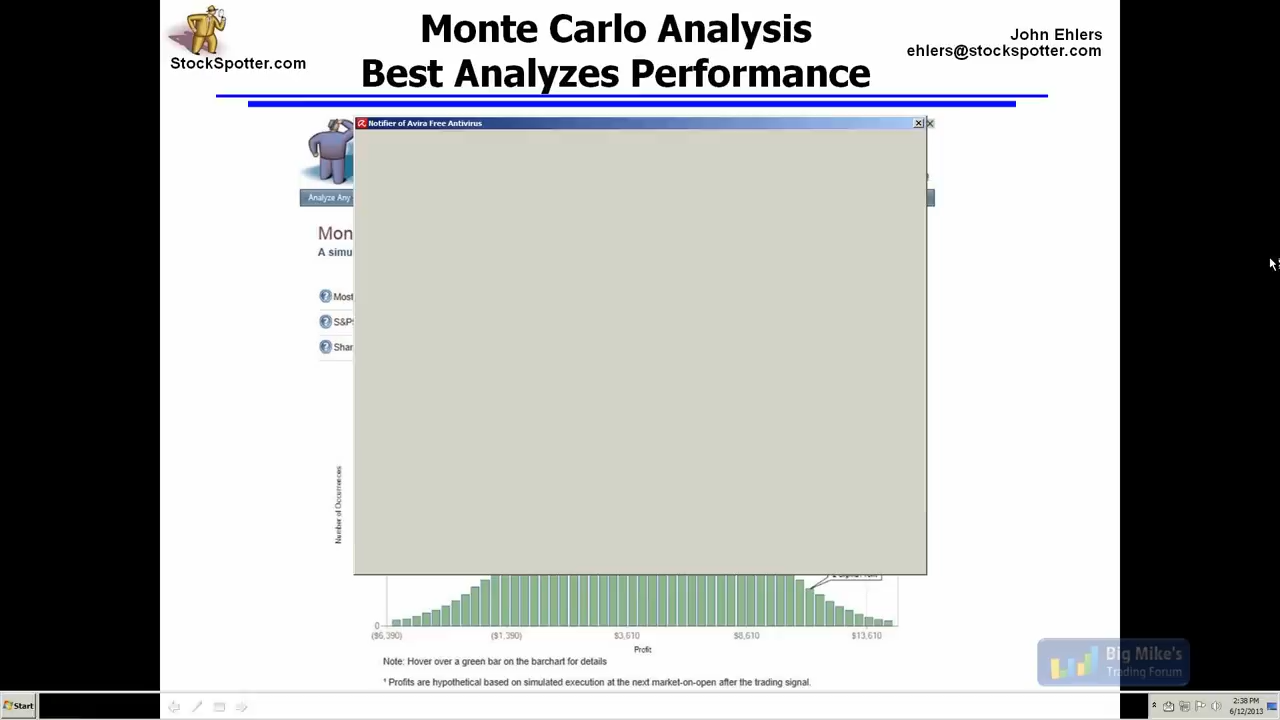 Monte Carlo Analysis
Best Analyzes Performance
StockSpotter.com
John Ehlers
ehlers@stockspotter.com
Notifier of Avira Free Antivirus
Analyze Any
Mon
A simu
Most
S&P
Shar
Number of Occurrences
0
($6,390)
($1,390)
$3,610
$8,610
$13,610
Profit
Note: Hover over a green bar on the barchart for details
¹ Profits are hypothetical based on simulated execution at the next market-on-open after the trading signal.
Big Mike's
Trading Forum
Start
2:38 PM
6/12/2013